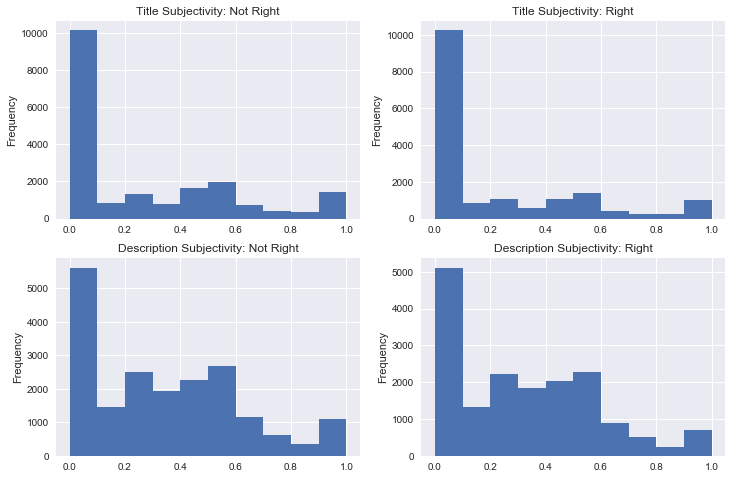 Title Subjectivity: Not Right
Frequency
10000
8000
6000
4000
2000
0
0.0 0.2 0.4 0.6 0.8 1.0
Title Subjectivity: Right
Frequency
10000
8000
6000
4000
2000
0
0.0 0.2 0.4 0.6 0.8 1.0
Description Subjectivity: Not Right
Frequency
5000
4000
3000
2000
1000
0
0.0 0.2 0.4 0.6 0.8 1.0
Description Subjectivity: Right
Frequency
5000
4000
3000
2000
1000
0
0.0 0.2 0.4 0.6 0.8 1.0